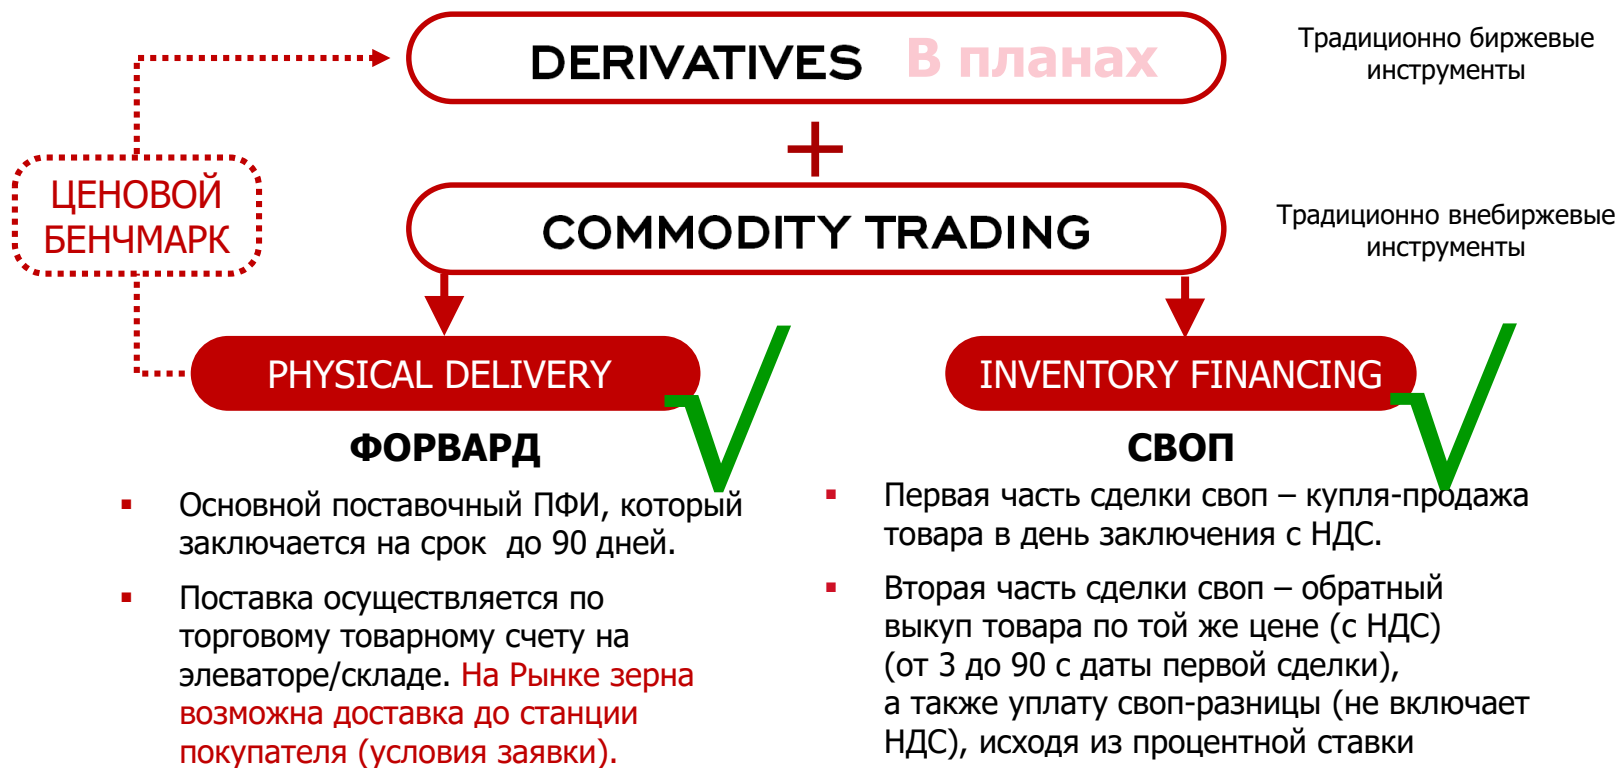 DERIVATIVES В планах
Традиционно биржевые
инструменты
ЦЕНОВОЙ
БЕНЧМАРК
COMMODITY TRADING
Традиционно внебиржевые
инструменты
PHYSICAL DELIVERY
INVENTORY FINANCING
ФОРВАРД
▪ Основной поставочный ПФИ, который
заключается на срок до 90 дней.
▪ Поставка осуществляется по
торговому товарному счету на
элеваторе/складе. На Рынке зерна
возможна доставка до станции
покупателя (условия заявки).
СВОП
▪ Первая часть сделки своп – купля-продажа
товара в день заключения с НДС.
▪ Вторая часть сделки своп – обратный
выкуп товара по той же цене (с НДС)
(от 3 до 90 с даты первой сделки),
а также уплату своп-разницы (не включает
НДС), исходя из процентной ставки